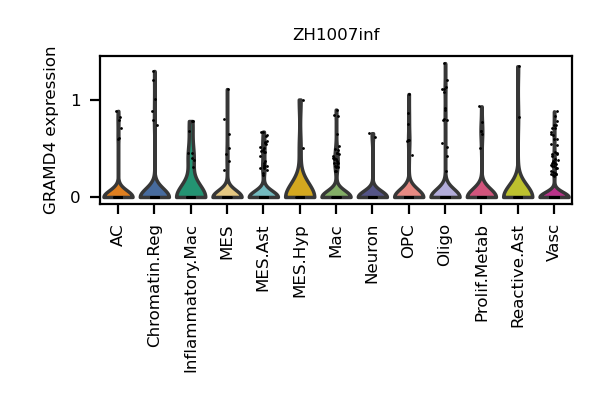 ZH1007inf
GRAMD4 expression
1
0
AC
Chromatin.Reg
Inflammatory.Mac
MES
MES.Ast
MES.Hyp
Mac
Neuron
OPC
Oligo
Prolif.Metab
Reactive.Ast
Vasc